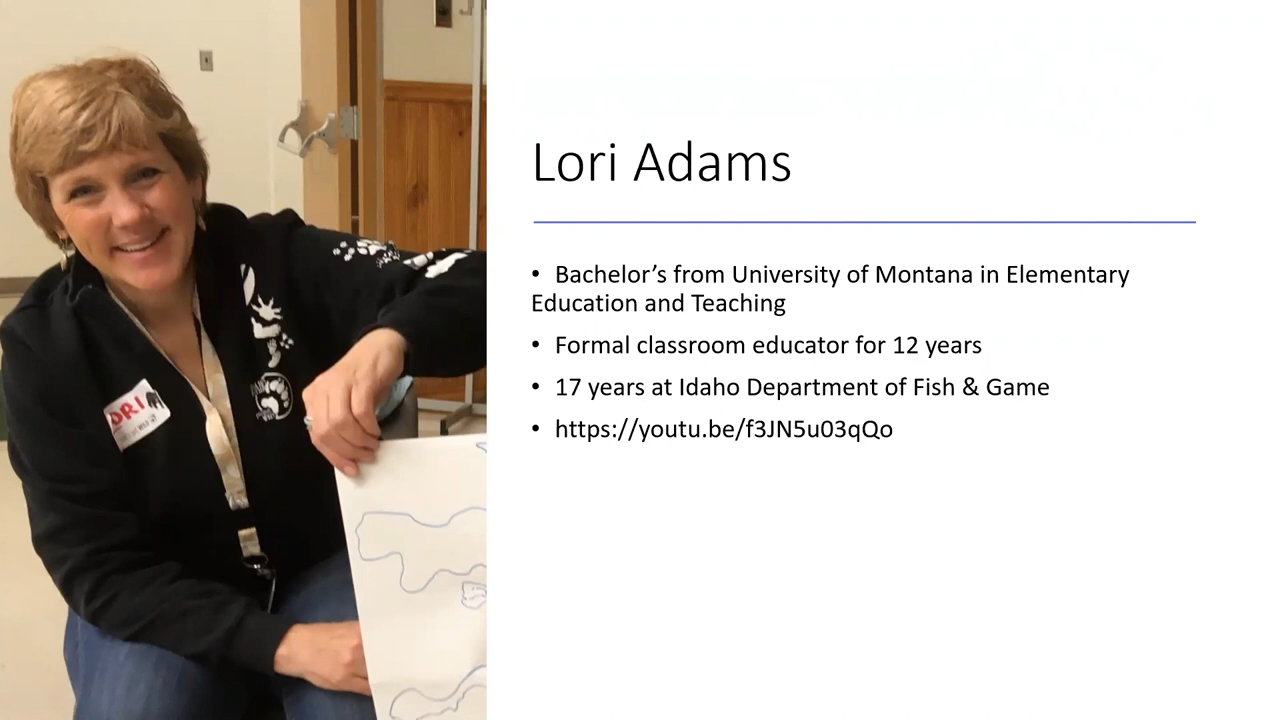 Lori Adams
• Bachelor’s from University of Montana in Elementary
Education and Teaching
• Formal classroom educator for 12 years
• 17 years at Idaho Department of Fish & Game
• https://youtu.be/f3JN5u03qQo
ORI